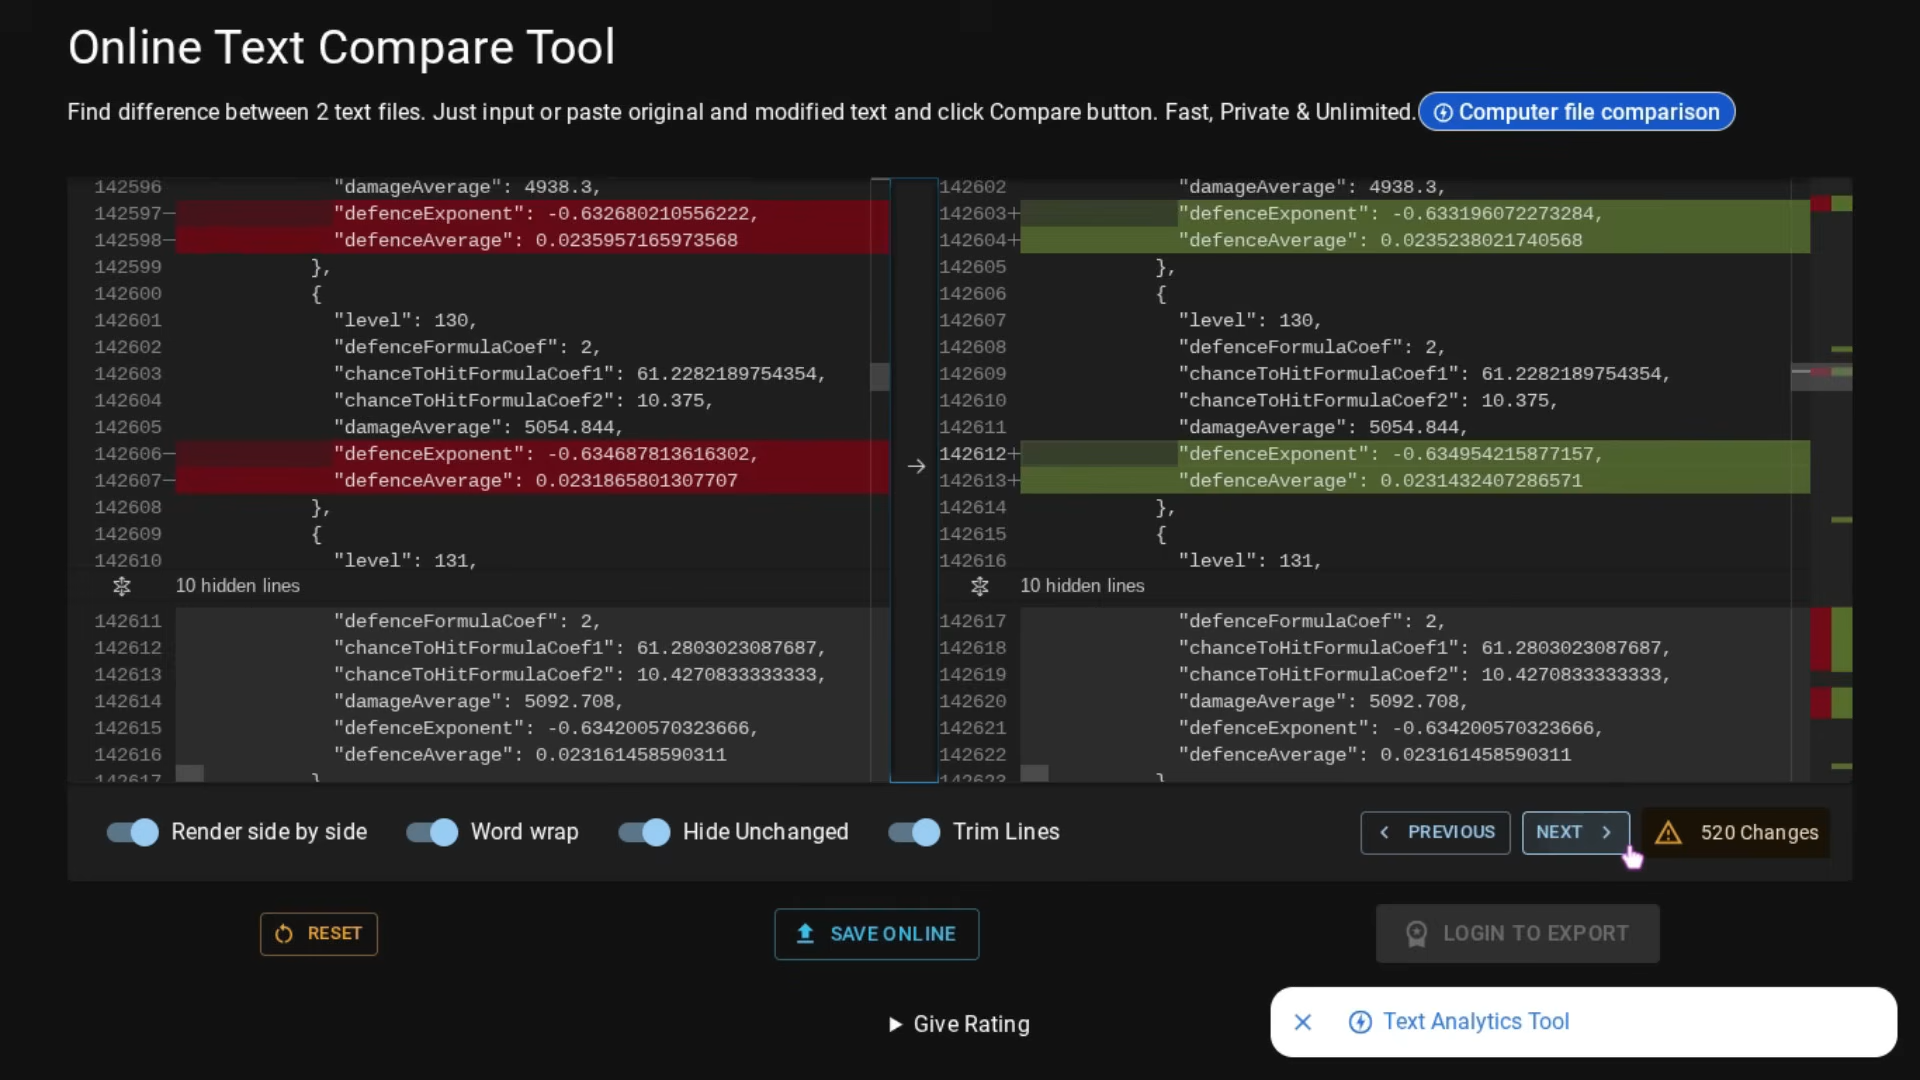 Online Text Compare Tool
Find difference between 2 text files. Just input or paste original and modified text and click Compare button. Fast, Private & Unlimited. Computer file comparison
142596 "damageAverage": 4938.3,
142597— "defenceExponent": -0.632680210556222,
142598— "defenceAverage": 0.0235957165973568
142599 },
142600 {
142601 "level": 130,
142602 "defenceFormulaCoef": 2,
142603 "chanceToHitFormulaCoef1": 61.2282189754354,
142604 "chanceToHitFormulaCoef2": 10.375,
142605 "damageAverage": 5054.844,
142606— "defenceExponent": -0.634687813616302,
142607— "defenceAverage": 0.0231865801307707
142608 },
142609 {
142610 "level": 131,
10 hidden lines
142611 "defenceFormulaCoef": 2,
142612 "chanceToHitFormulaCoef1": 61.2803023087687,
142613 "chanceToHitFormulaCoef2": 10.4270833333333,
142614 "damageAverage": 5092.708,
142615 "defenceExponent": -0.634200570323666,
142616 "defenceAverage": 0.023161458590311
142617 }
142602 "damageAverage": 4938.3,
142603+ "defenceExponent": -0.633196072273284,
142604+ "defenceAverage": 0.0235238021740568
142605 },
142606 {
142607 "level": 130,
142608 "defenceFormulaCoef": 2,
142609 "chanceToHitFormulaCoef1": 61.2282189754354,
142610 "chanceToHitFormulaCoef2": 10.375,
142611 "damageAverage": 5054.844,
142612+ "defenceExponent": -0.634954215877157,
142613+ "defenceAverage": 0.0231432407286571
142614 },
142615 {
142616 "level": 131,
10 hidden lines
142617 "defenceFormulaCoef": 2,
142618 "chanceToHitFormulaCoef1": 61.2803023087687,
142619 "chanceToHitFormulaCoef2": 10.4270833333333,
142620 "damageAverage": 5092.708,
142621 "defenceExponent": -0.634200570323666,
142622 "defenceAverage": 0.023161458590311
142623 }
Render side by side Word wrap Hide Unchanged Trim Lines PREVIOUS NEXT 520 Changes
RESET SAVE ONLINE LOGIN TO EXPORT
Give Rating
Text Analytics Tool